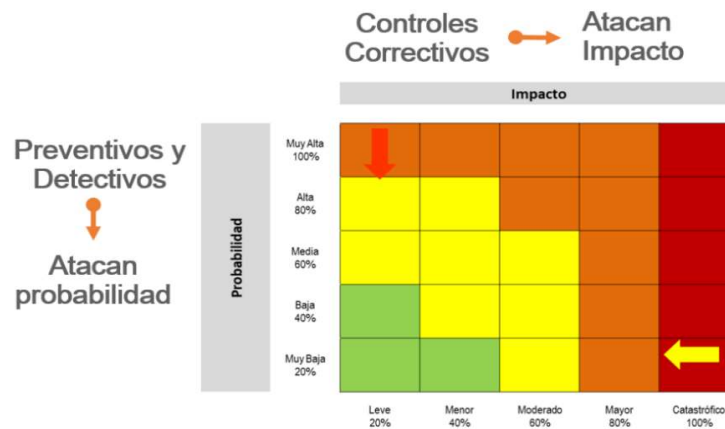 Controles
Correctivos
Atacan
Impacto
Impacto
Preventivos y
Detectivos
Atacan
probabilidad
Probabilidad
Muy Alta
100%
Alta
80%
Media
60%
Baja
40%
Muy Baja
20%
Leve
20%
Menor
40%
Moderado
60%
Mayor
80%
Catastrófico
100%